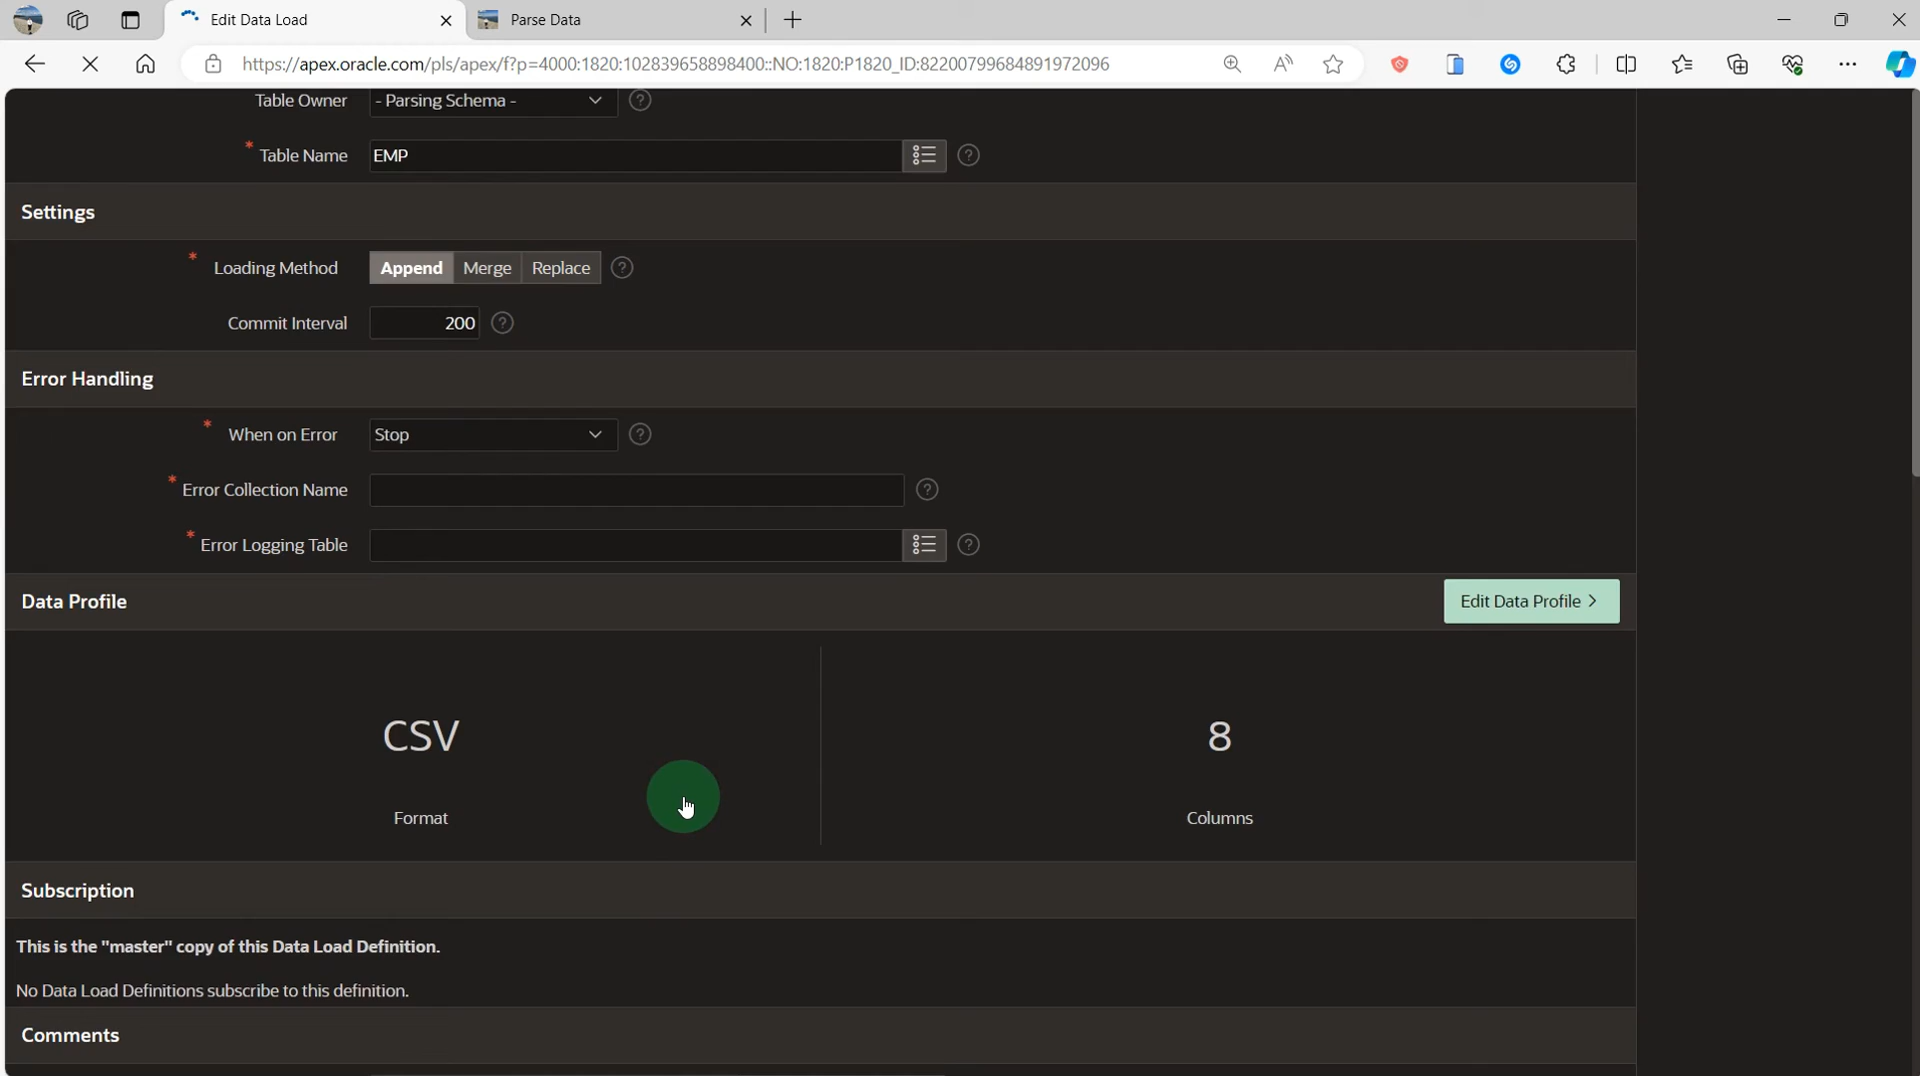 Edit Data Load
Parse Data
https://apex.oracle.com/pls/apex/f?p=4000:1820:102839658898400::NO:1820:P1820_ID:82200799684891972096
Table Owner - Parsing Schema -
* Table Name EMP
Settings
* Loading Method Append Merge Replace
Commit Interval 200
Error Handling
* When on Error Stop
* Error Collection Name
* Error Logging Table
Data Profile Edit Data Profile >
CSV 8
Format Columns
Subscription
This is the "master" copy of this Data Load Definition.
No Data Load Definitions subscribe to this definition.
Comments